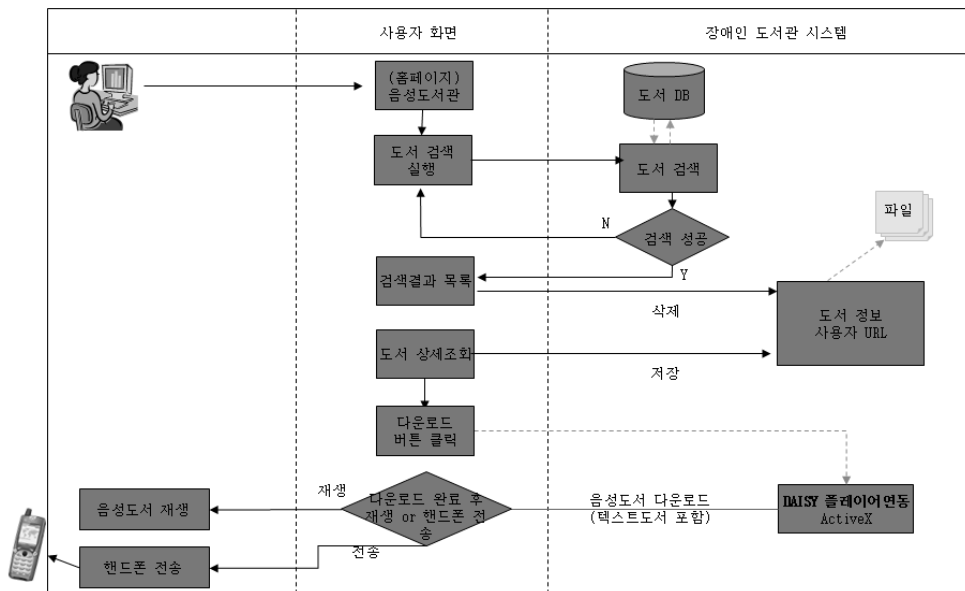 사용자 화면
장애인 도서관 시스템
(홈페이지)
음성도서관
도서 DB
도서 검색
실행
도서 검색
파일
N
검색 성공
Y
검색결과 목록
삭제
도서 정보
사용자 URL
도서 상세조회
저장
다운로드
버튼 클릭
재생
다운로드 완료 후
재생 or 핸드폰 전
송
음성도서 다운로드
(텍스트도서 포함)
DAISY 플레이어연동
ActiveX
음성도서 재생
전송
핸드폰 전송